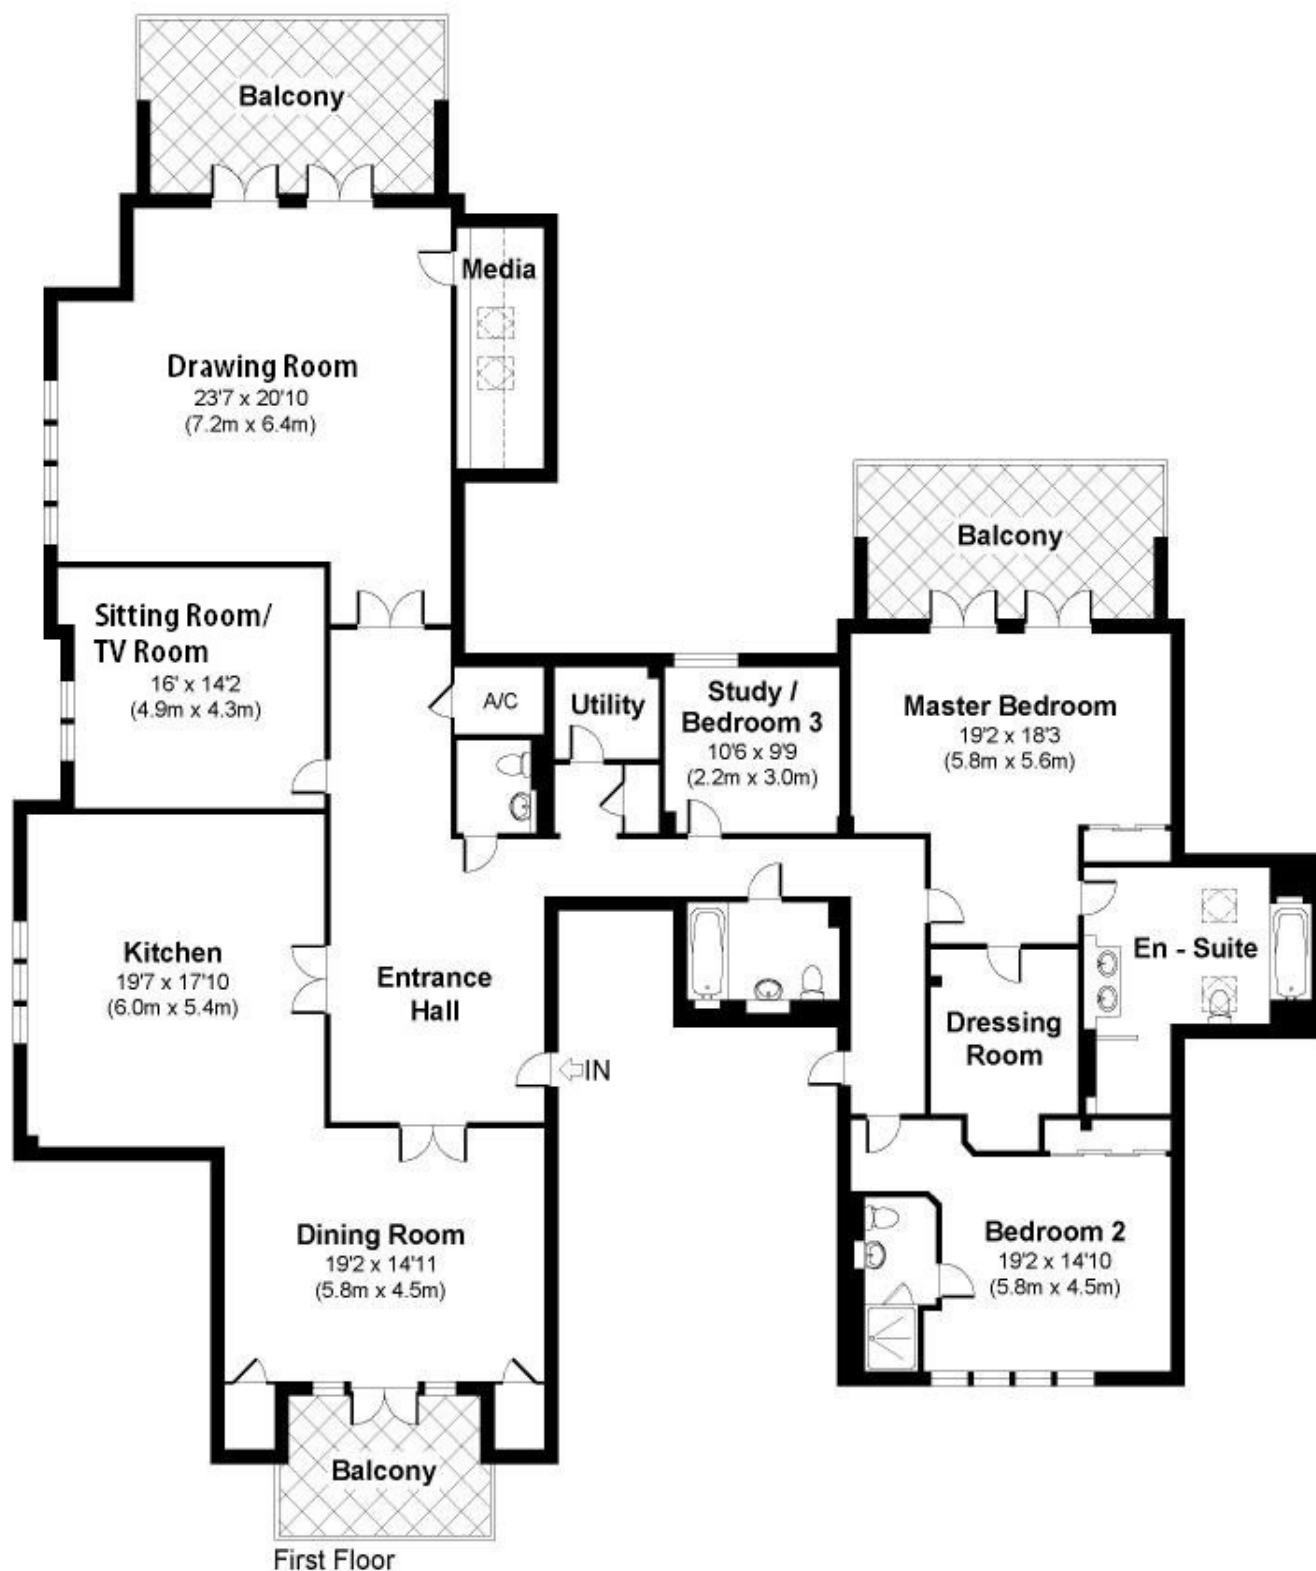 Balcony
Media
Drawing Room
23'7 x 20'10
(7.2m x 6.4m)
Balcony
Sitting Room/
TV Room
16' x 14'2
(4.9m x 4.3m)
A/C
Utility
Study /
Bedroom 3
10'6 x 9'9
(2.2m x 3.0m)
Master Bedroom
19'2 x 18'3
(5.8m x 5.6m)
Kitchen
19'7 x 17'10
(6.0m x 5.4m)
Entrance
Hall
En - Suite
Dressing
Room
IN
Dining Room
19'2 x 14'11
(5.8m x 4.5m)
Bedroom 2
19'2 x 14'10
(5.8m x 4.5m)
Balcony
First Floor